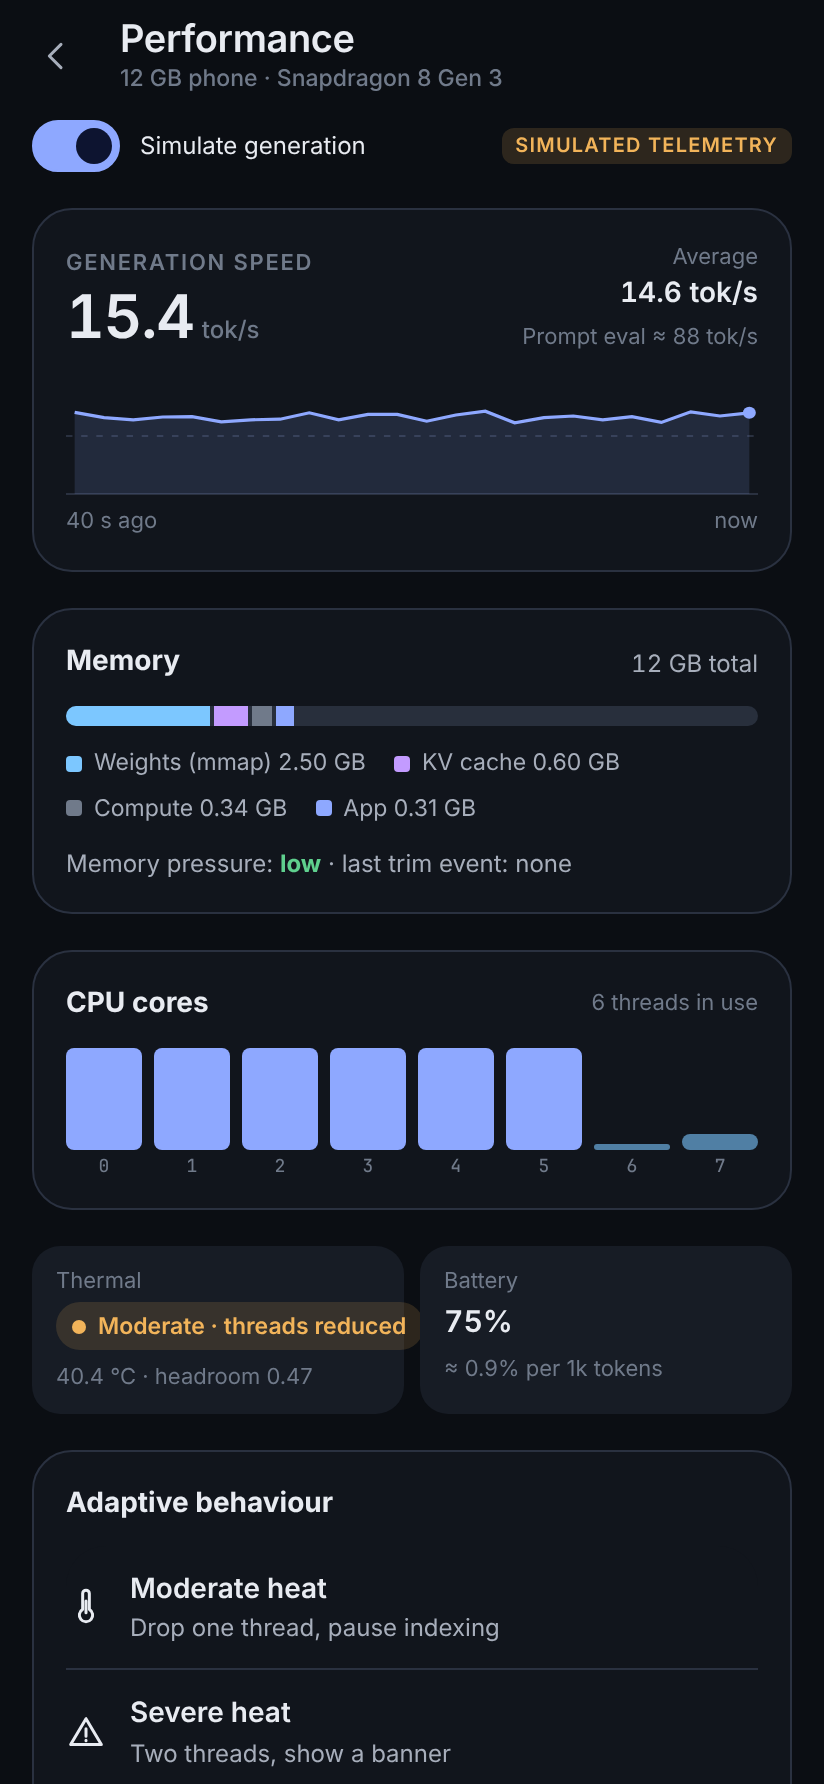 Performance
12 GB phone · Snapdragon 8 Gen 3
Simulate generation
SIMULATED TELEMETRY
GENERATION SPEED
15.4 tok/s
Average
14.6 tok/s
Prompt eval ≈ 88 tok/s
40 s ago
now
Memory
12 GB total
Weights (mmap) 2.50 GB
KV cache 0.60 GB
Compute 0.34 GB
App 0.31 GB
Memory pressure: low · last trim event: none
CPU cores
6 threads in use
0 1 2 3 4 5 6 7
Thermal
Moderate · threads reduced
40.4 °C · headroom 0.47
Battery
75%
≈ 0.9% per 1k tokens
Adaptive behaviour
Moderate heat
Drop one thread, pause indexing
Severe heat
Two threads, show a banner